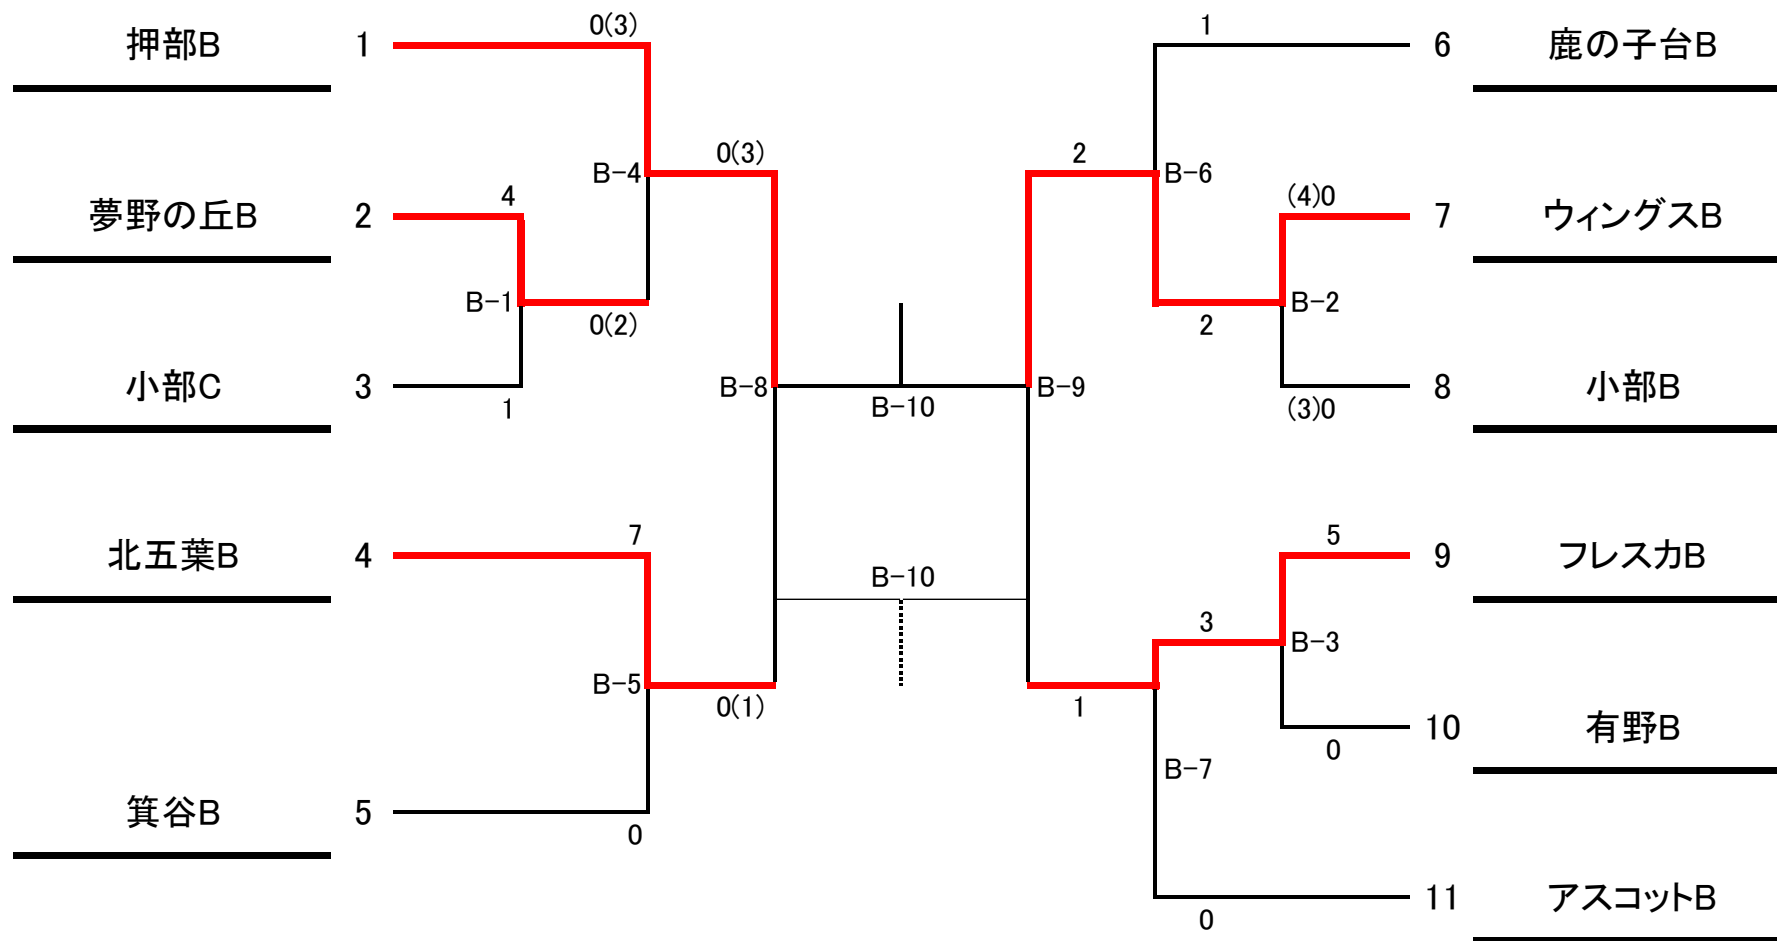 押部B 1 0(3) 1 6 鹿の子台B
B-4 0(3) 2 B-6
夢野の丘B 2 4 (4)0 7 ウィングスB
B-1 0(2) 2 B-2
小部C 3 1 B-8 B-10 B-9 (3)0 8 小部B
北五葉B 4 7 B-10 5 9 フレスカB
3 B-3
B-5 0(1) 1
0 10 有野B
B-7
箕谷B 5 0
0 11 アスコットB